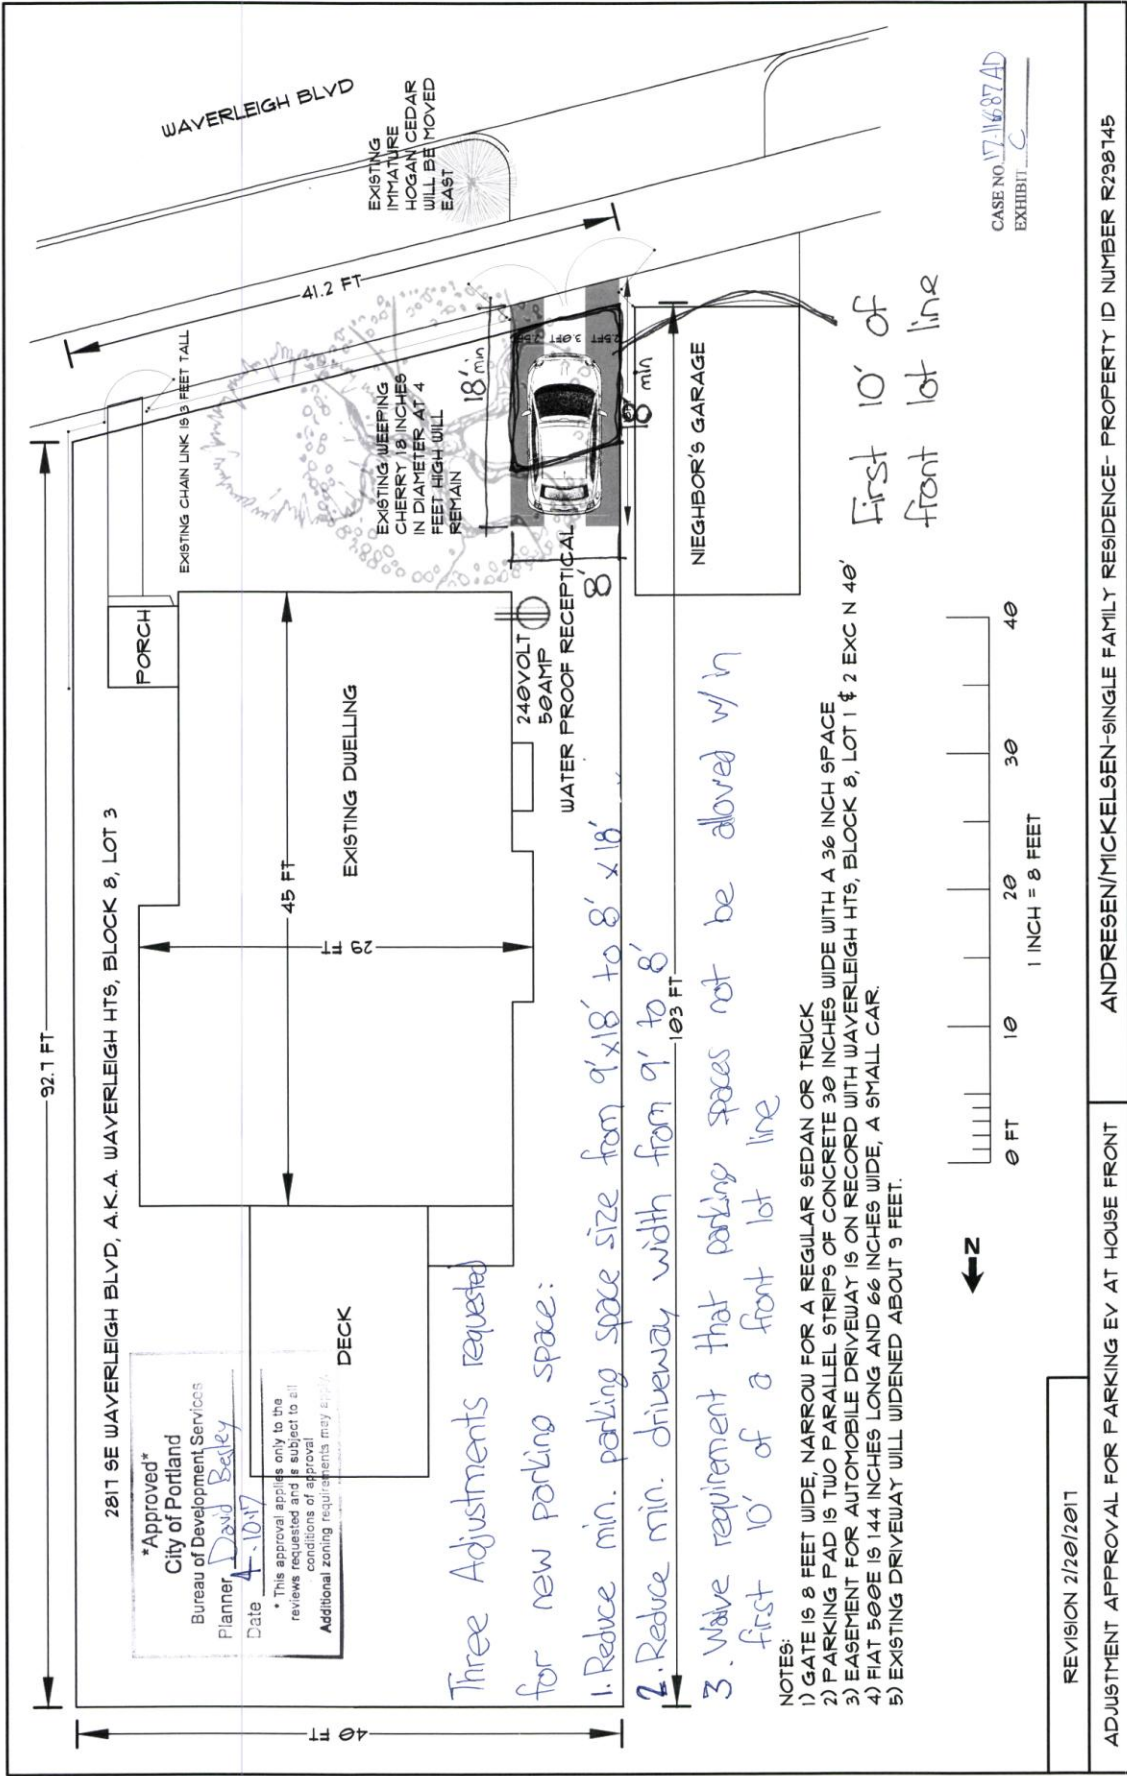 2817 SE WAVERLEIGH BLVD, A.K.A. WAVERLEIGH HTS, BLOCK 8, LOT 3
92.7 FT
*Approved*
City of Portland
Bureau of Development Services
Planner
Date 4-10-17
* This approval applies only to the
reviews requested and is subject to all
conditions of approval
Additional zoning requirements may apply.
DECK
PORCH
EXISTING DWELLING
45 FT
29 FT
40 FT
EXISTING CHAIN LINK IS 3 FEET TALL
41.2 FT
WAVERLEIGH BLVD
EXISTING
IMMATURE
HOGAN CEDAR
WILL BE MOVED
EAST
EXISTING WEEPING
CHERRY 18 INCHES
IN DIAMETER AT 4
FEET HIGH WILL
REMAIN
18' min
2.5FT
3.0FT
2.5FT
8'
18' min
240VOLT
50AMP
WATER PROOF RECEPTICAL
NIEGHBOR'S GARAGE
103 FT
Three Adjustments requested
for new parking space:
1. Reduce min. parking space size from 9'x18' to 8'x18'
2. Reduce min. driveway width from 9' to 8'
3. Waive requirement that parking spaces not be allowed w/in
first 10' of a front lot line
First 10' of
front lot line
NOTES:
1) GATE IS 8 FEET WIDE, NARROW FOR A REGULAR SEDAN OR TRUCK
2) PARKING PAD IS TWO PARALLEL STRIPS OF CONCRETE 30 INCHES WIDE WITH A 36 INCH SPACE
3) EASEMENT FOR AUTOMOBILE DRIVEWAY IS ON RECORD WITH WAVERLEIGH HTS, BLOCK 8, LOT 1 & 2 EXC N 40'
4) FIAT 500E IS 144 INCHES LONG AND 66 INCHES WIDE, A SMALL CAR.
5) EXISTING DRIVEWAY WILL WIDENED ABOUT 9 FEET.
N
0 FT 10 20 30 40
1 INCH = 8 FEET
CASE NO.
EXHIBIT C
REVISION 2/20/2017
ADJUSTMENT APPROVAL FOR PARKING EV AT HOUSE FRONT
ANDRESEN/MICKELSEN-SINGLE FAMILY RESIDENCE- PROPERTY ID NUMBER R298145